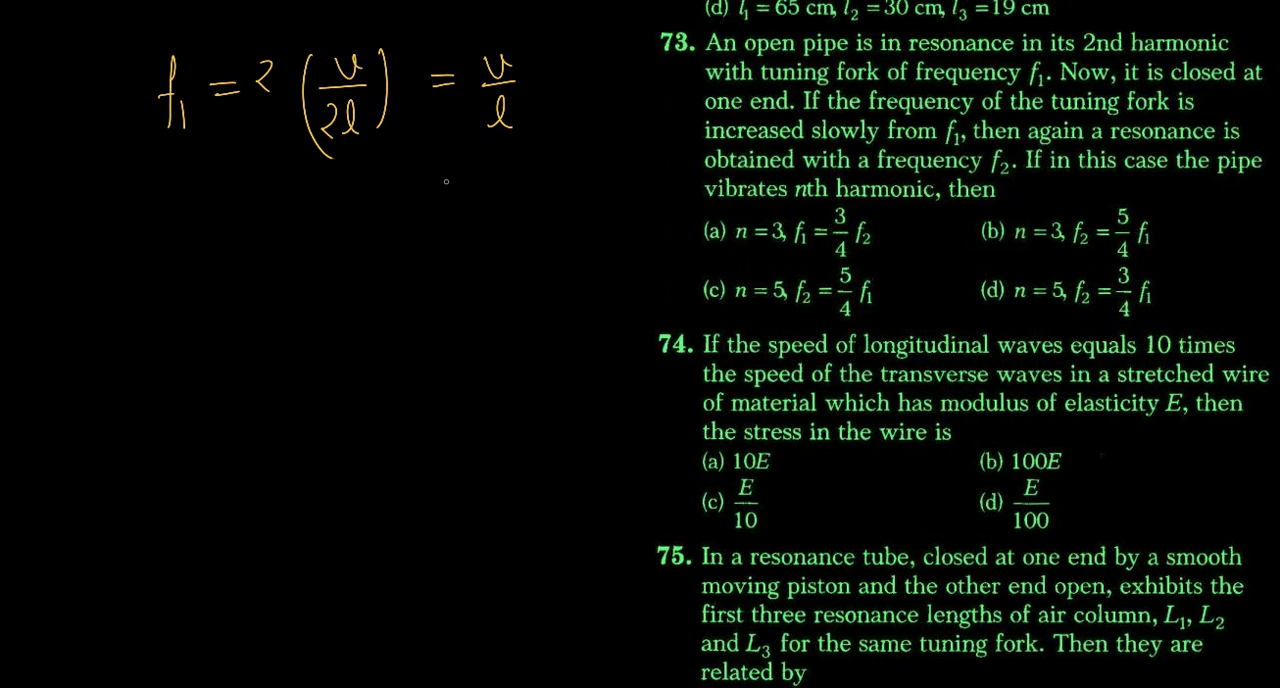 f₁ = 2 (v/2l) = v/l
(d) l₁ = 65 cm, l₂ = 30 cm, l₃ = 19 cm
73. An open pipe is in resonance in its 2nd harmonic
with tuning fork of frequency f₁. Now, it is closed at
one end. If the frequency of the tuning fork is
increased slowly from f₁, then again a resonance is
obtained with a frequency f₂. If in this case the pipe
vibrates nth harmonic, then
(a) n = 3, f₁ = 3/4 f₂ (b) n = 3, f₂ = 5/4 f₁
(c) n = 5, f₂ = 5/4 f₁ (d) n = 5, f₂ = 3/4 f₁
74. If the speed of longitudinal waves equals 10 times
the speed of the transverse waves in a stretched wire
of material which has modulus of elasticity E, then
the stress in the wire is
(a) 10E (b) 100E
(c) E/10 (d) E/100
75. In a resonance tube, closed at one end by a smooth
moving piston and the other end open, exhibits the
first three resonance lengths of air column, L₁, L₂
and L₃ for the same tuning fork. Then they are
related by